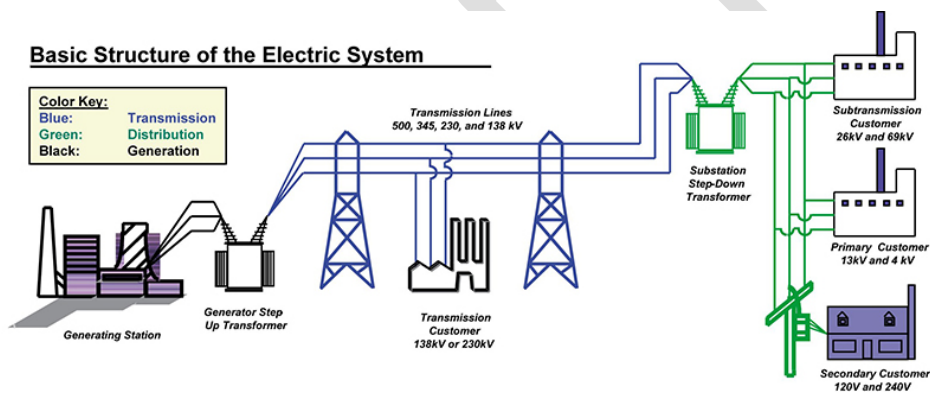 Basic Structure of the Electric System
Color Key:
Blue: Transmission
Green: Distribution
Black: Generation
Transmission Lines
500, 345, 230, and 138 kV
Generating Station
Generator Step
Up Transformer
Transmission
Customer
138kV or 230kV
Substation
Step-Down
Transformer
Subtransmission
Customer
26kV and 69kV
Primary Customer
13kV and 4 kV
Secondary Customer
120V and 240V